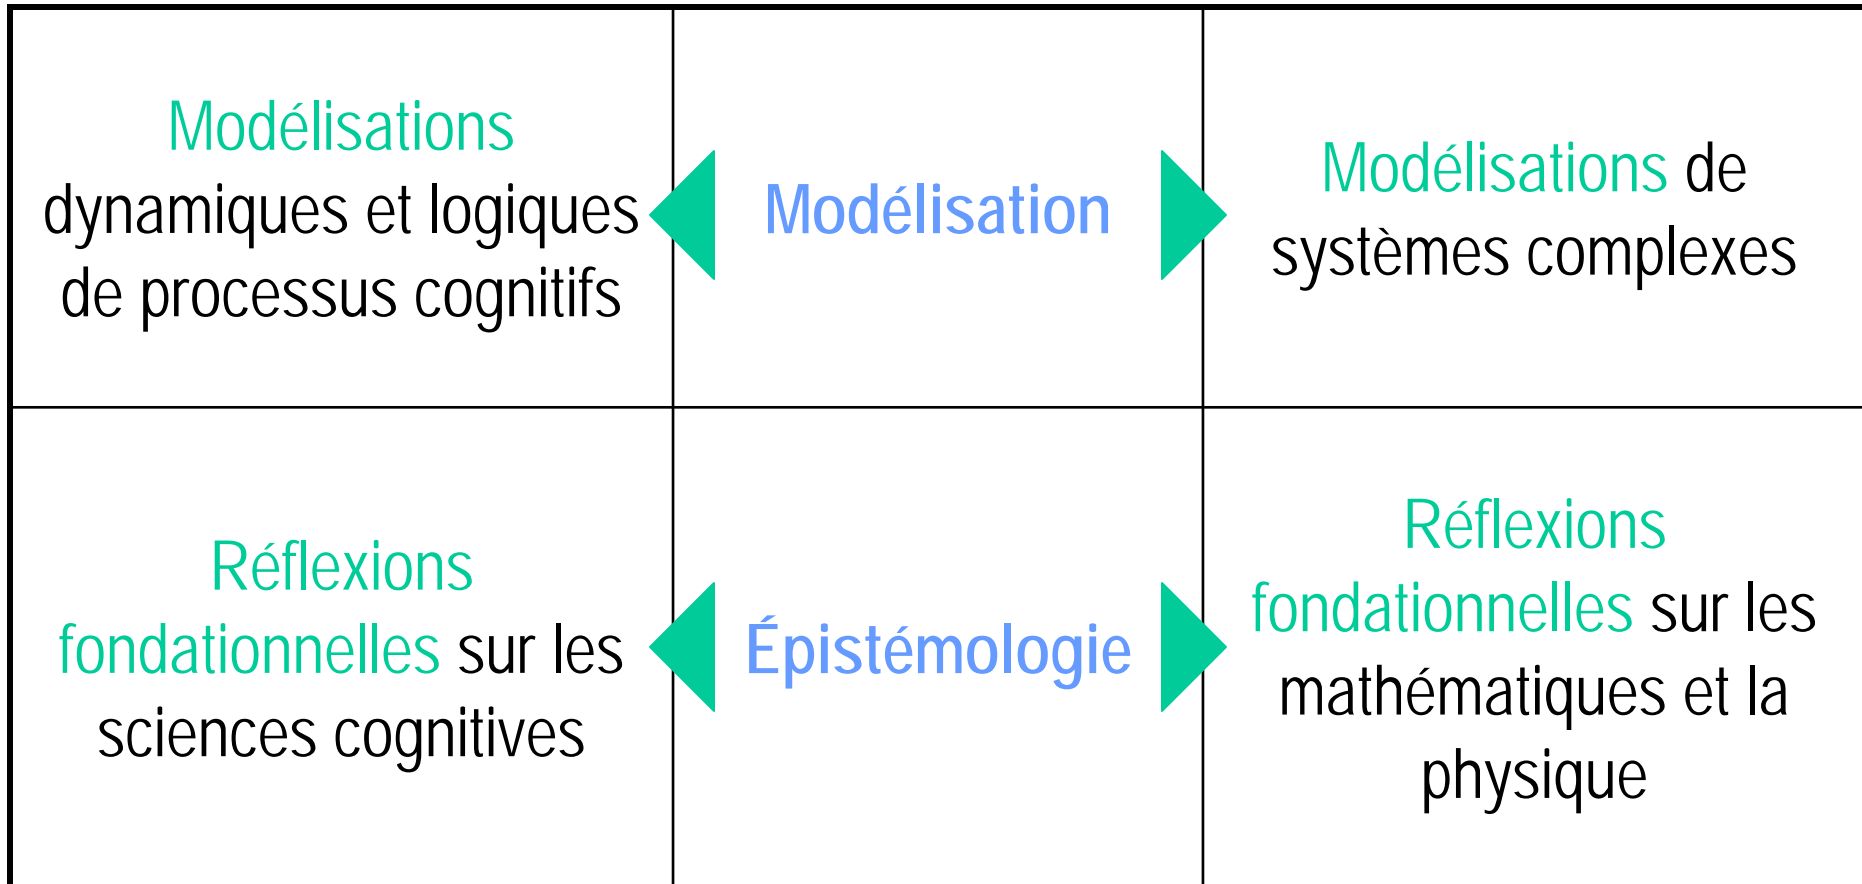 Modélisations
dynamiques et logiques
de processus cognitifs
Modélisation
Modélisations de
systèmes complexes
Réflexions
fondationnelles sur les
sciences cognitives
Épistémologie
Réflexions
fondationnelles sur les
mathématiques et la
physique